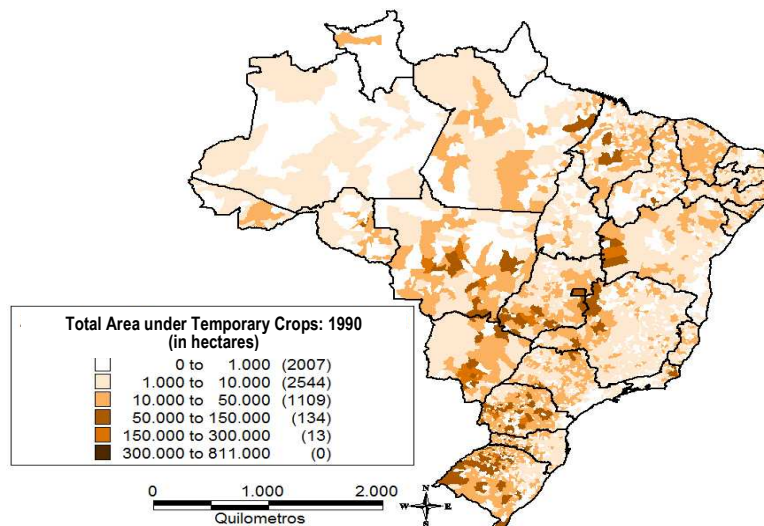 Total Area under Temporary Crops: 1990
(in hectares)
0 to 1.000 (2007)
1.000 to 10.000 (2544)
10.000 to 50.000 (1109)
50.000 to 150.000 (134)
150.000 to 300.000 (13)
300.000 to 811.000 (0)
0 1.000 2.000
Quilometros
N
W E
S